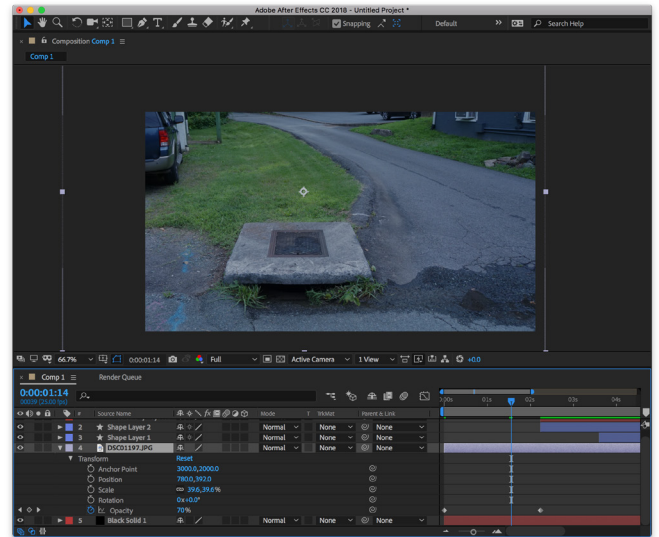 Adobe After Effects CC 2018 - Untitled Project *
Snapping Default Search Help
Composition Comp 1
Comp 1
66.7% 0:00:01:14 Full Active Camera 1 View +0.0
Comp 1 Render Queue
0:00:01:14
00039 (25.00 fps)
# Source Name Mode T TrkMat Parent & Link 01s 02s 03s 04s
2 Shape Layer 2 Normal None None
3 Shape Layer 1 Normal None None
4 DSC01197.JPG Normal None None
Transform Reset
Anchor Point 3000.0,2000.0
Position 780.0,392.0
Scale 39.6,39.6%
Rotation 0x+0.0°
Opacity 70%
5 Black Solid 1 Normal None None